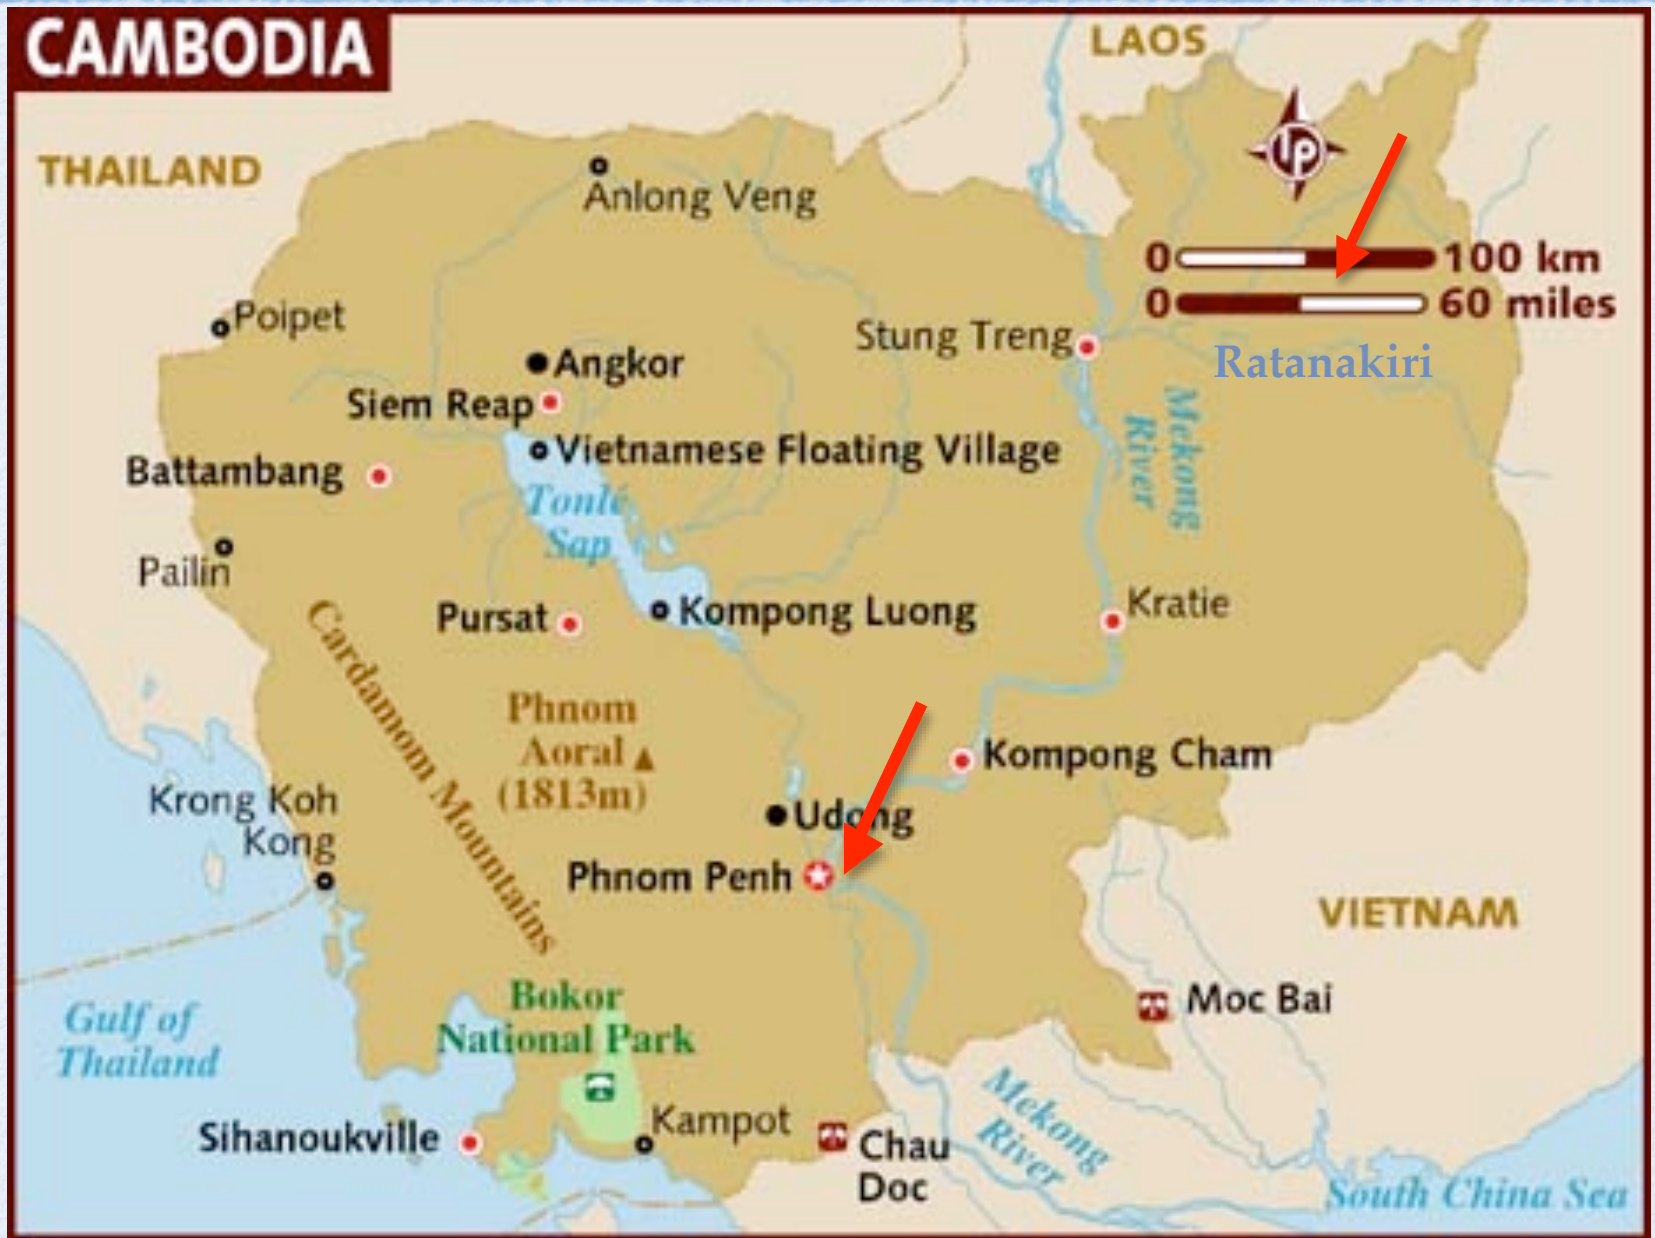 CAMBODIA
LAOS
THAILAND
lp
Anlong Veng
0 100 km
0 60 miles
Poipet
Stung Treng
Ratanakiri
Angkor
Siem Reap
Vietnamese Floating Village
Mekong
River
Battambang
Tonlé
Sap
Pailin
Pursat
Kompong Luong
Kratie
Cardamom Mountains
Phnom
Aoral
(1813m)
Kompong Cham
Krong Koh
Kong
Udong
Phnom Penh
VIETNAM
Bokor
National Park
Moc Bai
Gulf of
Thailand
Mekong
River
Sihanoukville
Kampot
Chau
Doc
South China Sea